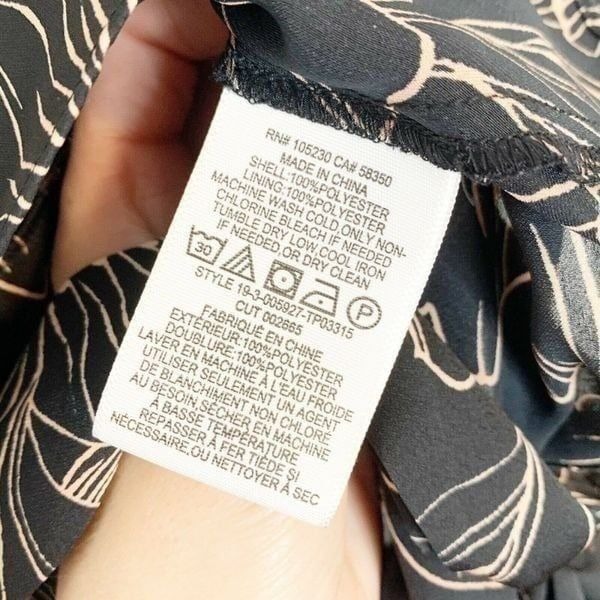 RN# 105230 CA# 58350
MADE IN CHINA
SHELL:100%POLYESTER
LINING:100%POLYESTER
MACHINE WASH COLD,ONLY NON-
CHLORINE BLEACH IF NEEDED
TUMBLE DRY LOW,COOL IRON
IF NEEDED OR DRY CLEAN
30 P
STYLE 19-3-005927-TP03315
CUT 002665
FABRIQUÉ EN CHINE
EXTÉRIEUR:100%POLYESTER
DOUBLURE:100%POLYESTER
LAVER EN MACHINE À L'EAU FROIDE
UTILISER SEULEMENT UN AGENT
DE BLANCHIMENT NON CHLORÉ
AU BESOIN,SÉCHER EN MACHINE
À BASSE TEMPÉRATURE
REPASSER À FER TIÈDE SI
NÉCESSAIRE,OU NETTOYER À SEC